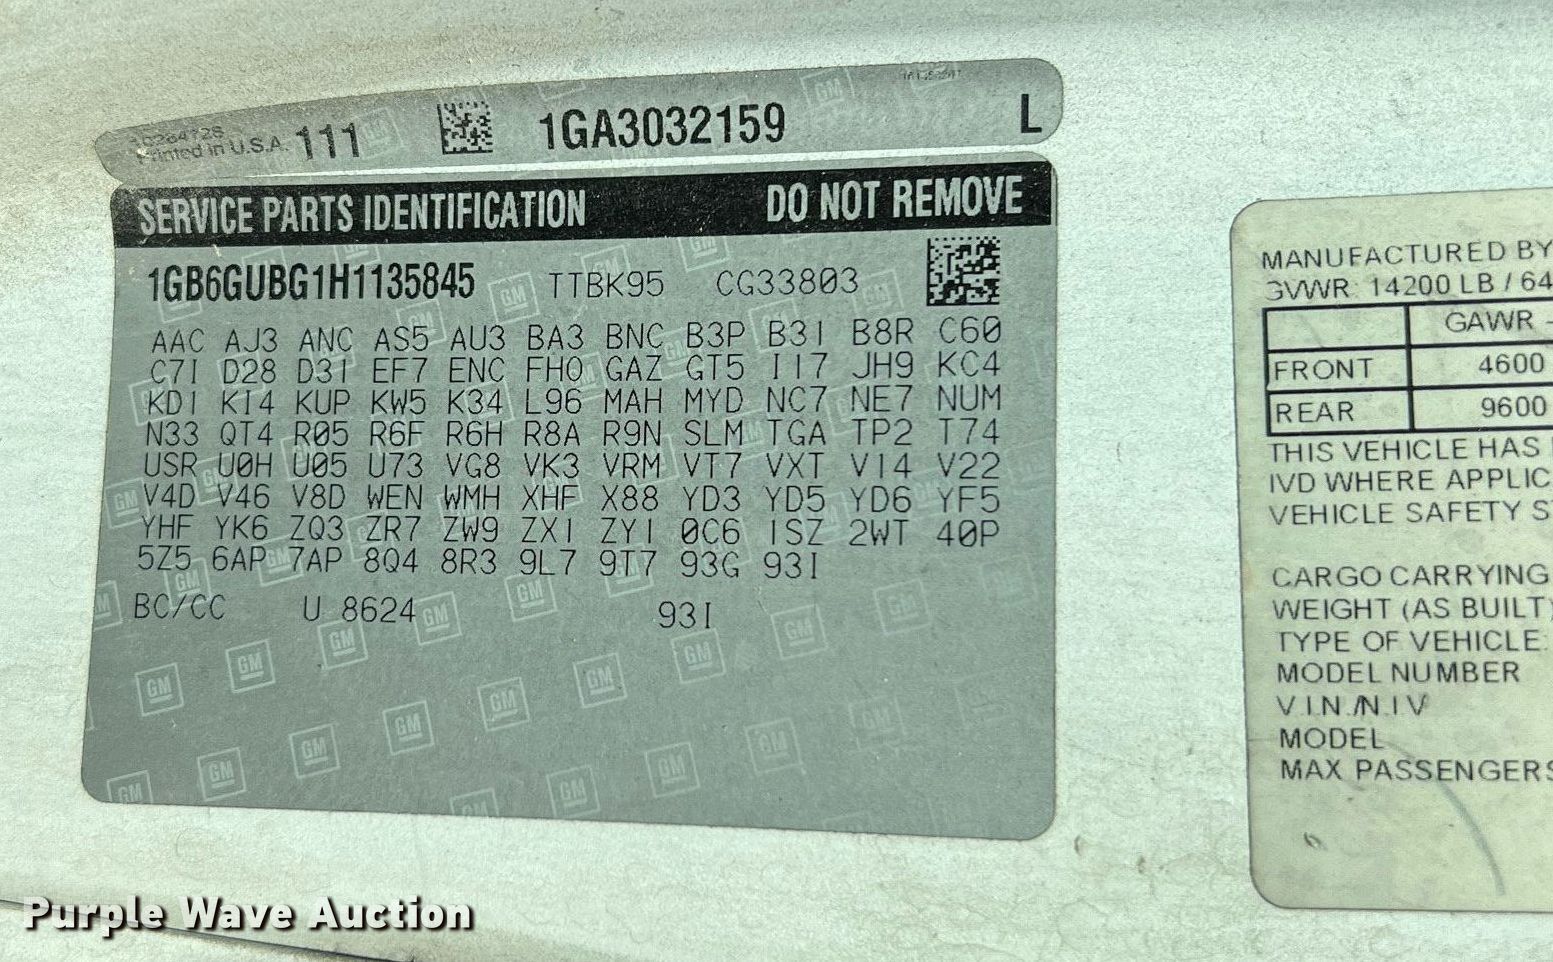 Printed in U.S.A. 111 1GA3032159 L
SERVICE PARTS IDENTIFICATION DO NOT REMOVE
1GB6GUBG1H1135845 TTBK95 CG33803
AAC AJ3 ANC AS5 AU3 BA3 BNC B3P B3I B8R C60
C7I D28 D3I EF7 ENC FH0 GAZ GT5 I17 JH9 KC4
KD1 KI4 KUP KW5 K34 L96 MAH MYD NC7 NE7 NUM
N33 QT4 R05 R6F R6H R8A R9N SLM TGA TP2 T74
USR U0H U05 U73 VG8 VK3 VRM VT7 VXT V14 V22
V4D V46 V8D WEN WMH XHF X88 YD3 YD5 YD6 YF5
YHF YK6 ZQ3 ZR7 ZW9 ZX1 ZY1 0C6 ISZ 2WT 40P
5Z5 6AP 7AP 8Q4 8R3 9L7 9T7 93G 93I
BC/CC U 8624 93I
MANUFACTURED BY
GVWR 14200 LB / 64
GAWR -
FRONT 4600
REAR 9600
THIS VEHICLE HAS
IVD WHERE APPLIC
VEHICLE SAFETY S
CARGO CARRYING
WEIGHT (AS BUILT)
TYPE OF VEHICLE:
MODEL NUMBER
V.I.N./N.I.V
MODEL
MAX PASSENGERS
Purple Wave Auction